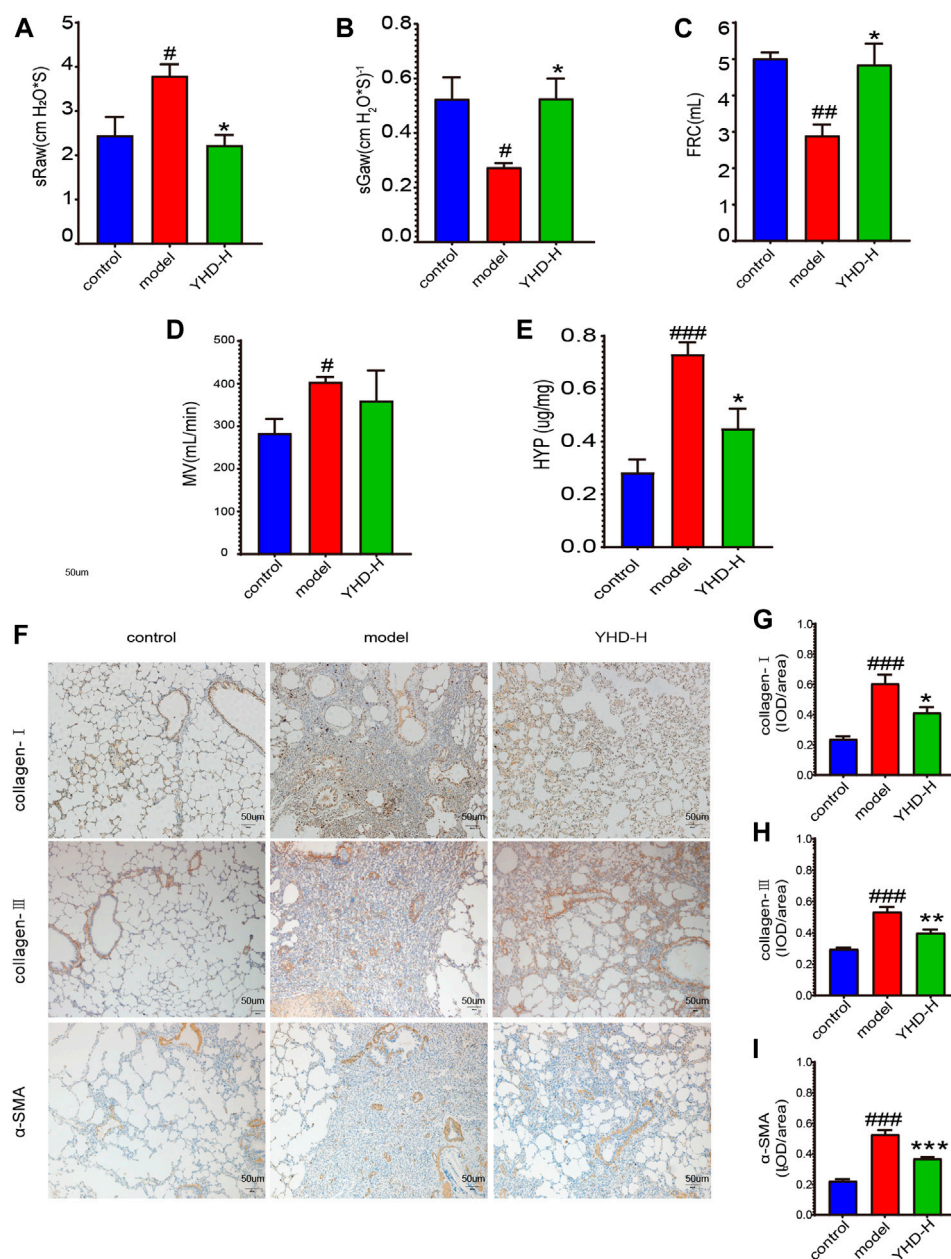 A
sRaw(cm H₂O*S)
5
4
3
2
1
0
#
*
control
model
YHD-H
B
sGaw(cm H₂O*S)⁻¹
0.8
0.6
0.4
0.2
0.0
#
*
control
model
YHD-H
C
FRC(mL)
6
5
4
3
2
1
0
##
*
control
model
YHD-H
D
MV(mL/min)
500
400
300
200
100
0
#
control
model
YHD-H
E
HYP (ug/mg)
0.8
0.6
0.4
0.2
0.0
###
*
control
model
YHD-H
50um
F
control
model
YHD-H
collagen-Ⅰ
50um
50um
50um
collagen-Ⅲ
50um
50um
50um
α-SMA
50um
50um
50um
G
collagen-Ⅰ
(IOD/area)
1.0
0.8
0.6
0.4
0.2
0.0
###
*
control
model
YHD-H
H
collagen-Ⅲ
(IOD/area)
1.0
0.8
0.6
0.4
0.2
0.0
###
**
control
model
YHD-H
I
α-SMA
(IOD/area)
1.0
0.8
0.6
0.4
0.2
0.0
###
***
control
model
YHD-H